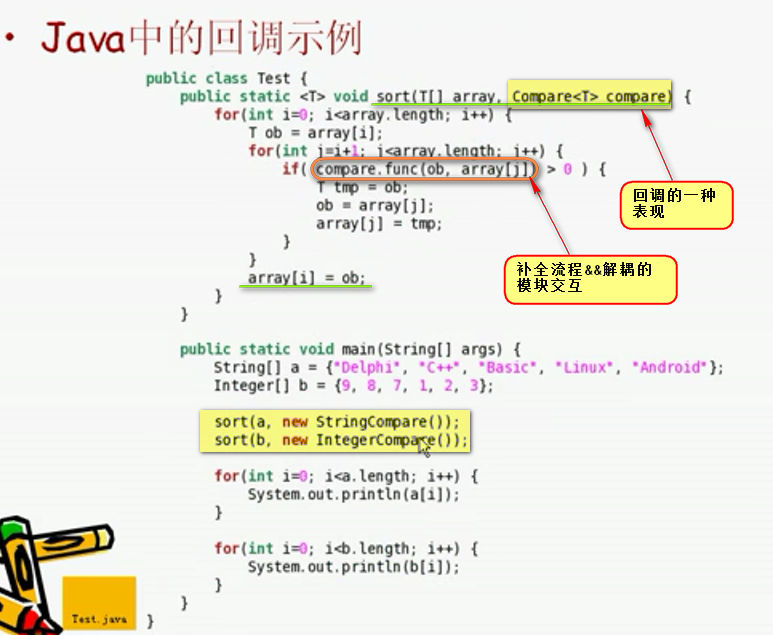 • Java中的回调示例
public class Test {
public static <T> void sort(T[] array, Compare<T> compare) {
for(int i=0; i<array.length; i++) {
T ob = array[i];
for(int j=i+1; j<array.length; j++) {
if( compare.func(ob, array[j]) > 0 ) {
T tmp = ob;
ob = array[j];
array[j] = tmp;
}
}
array[i] = ob;
}
}
回调的一种
表现
补全流程&&解耦的
模块交互
public static void main(String[] args) {
String[] a = {"Delphi", "C++", "Basic", "Linux", "Android"};
Integer[] b = {9, 8, 7, 1, 2, 3};
sort(a, new StringCompare());
sort(b, new IntegerCompare());
for(int i=0; i<a.length; i++) {
System.out.println(a[i]);
}
for(int i=0; i<b.length; i++) {
System.out.println(b[i]);
}
}
}
Test.java